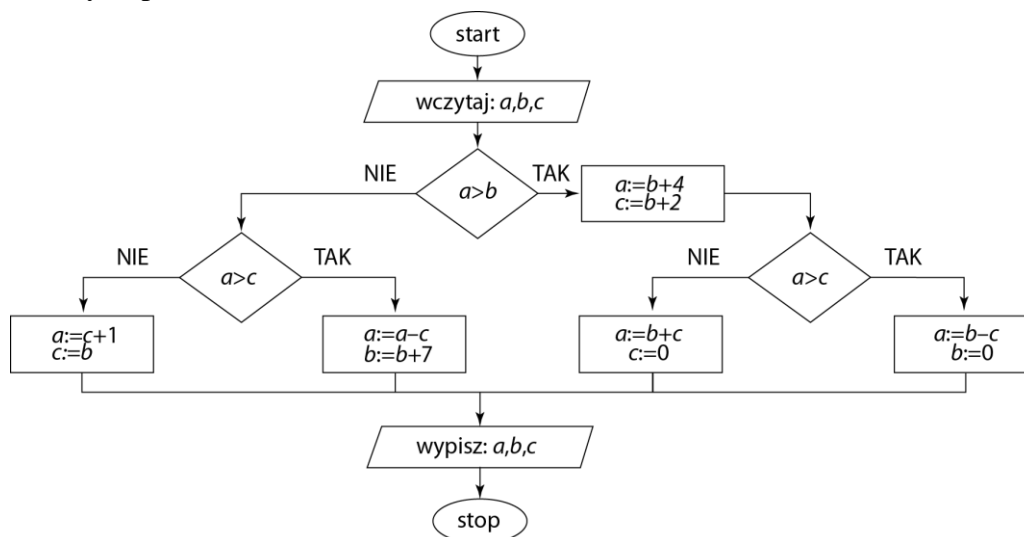 start
wczytaj: a,b,c
NIE
a>b
TAK
a:=b+4
c:=b+2
NIE
a>c
TAK
NIE
a>c
TAK
a:=c+1
c:=b
a:=a–c
b:=b+7
a:=b+c
c:=0
a:=b–c
b:=0
wypisz: a,b,c
stop